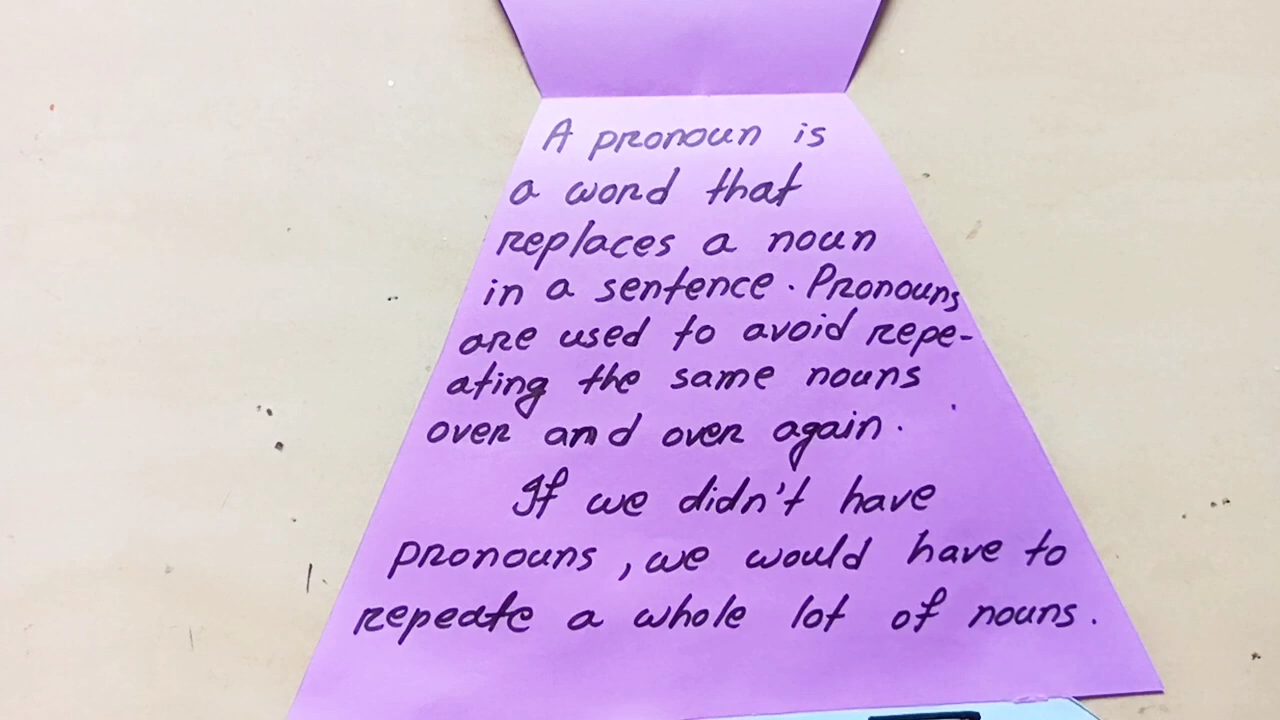 A pronoun is
a word that
replaces a noun
in a sentence. Pronouns
are used to avoid repe-
ating the same nouns
over and over again.
If we didn't have
pronouns, we would have to
repeate a whole lot of nouns.